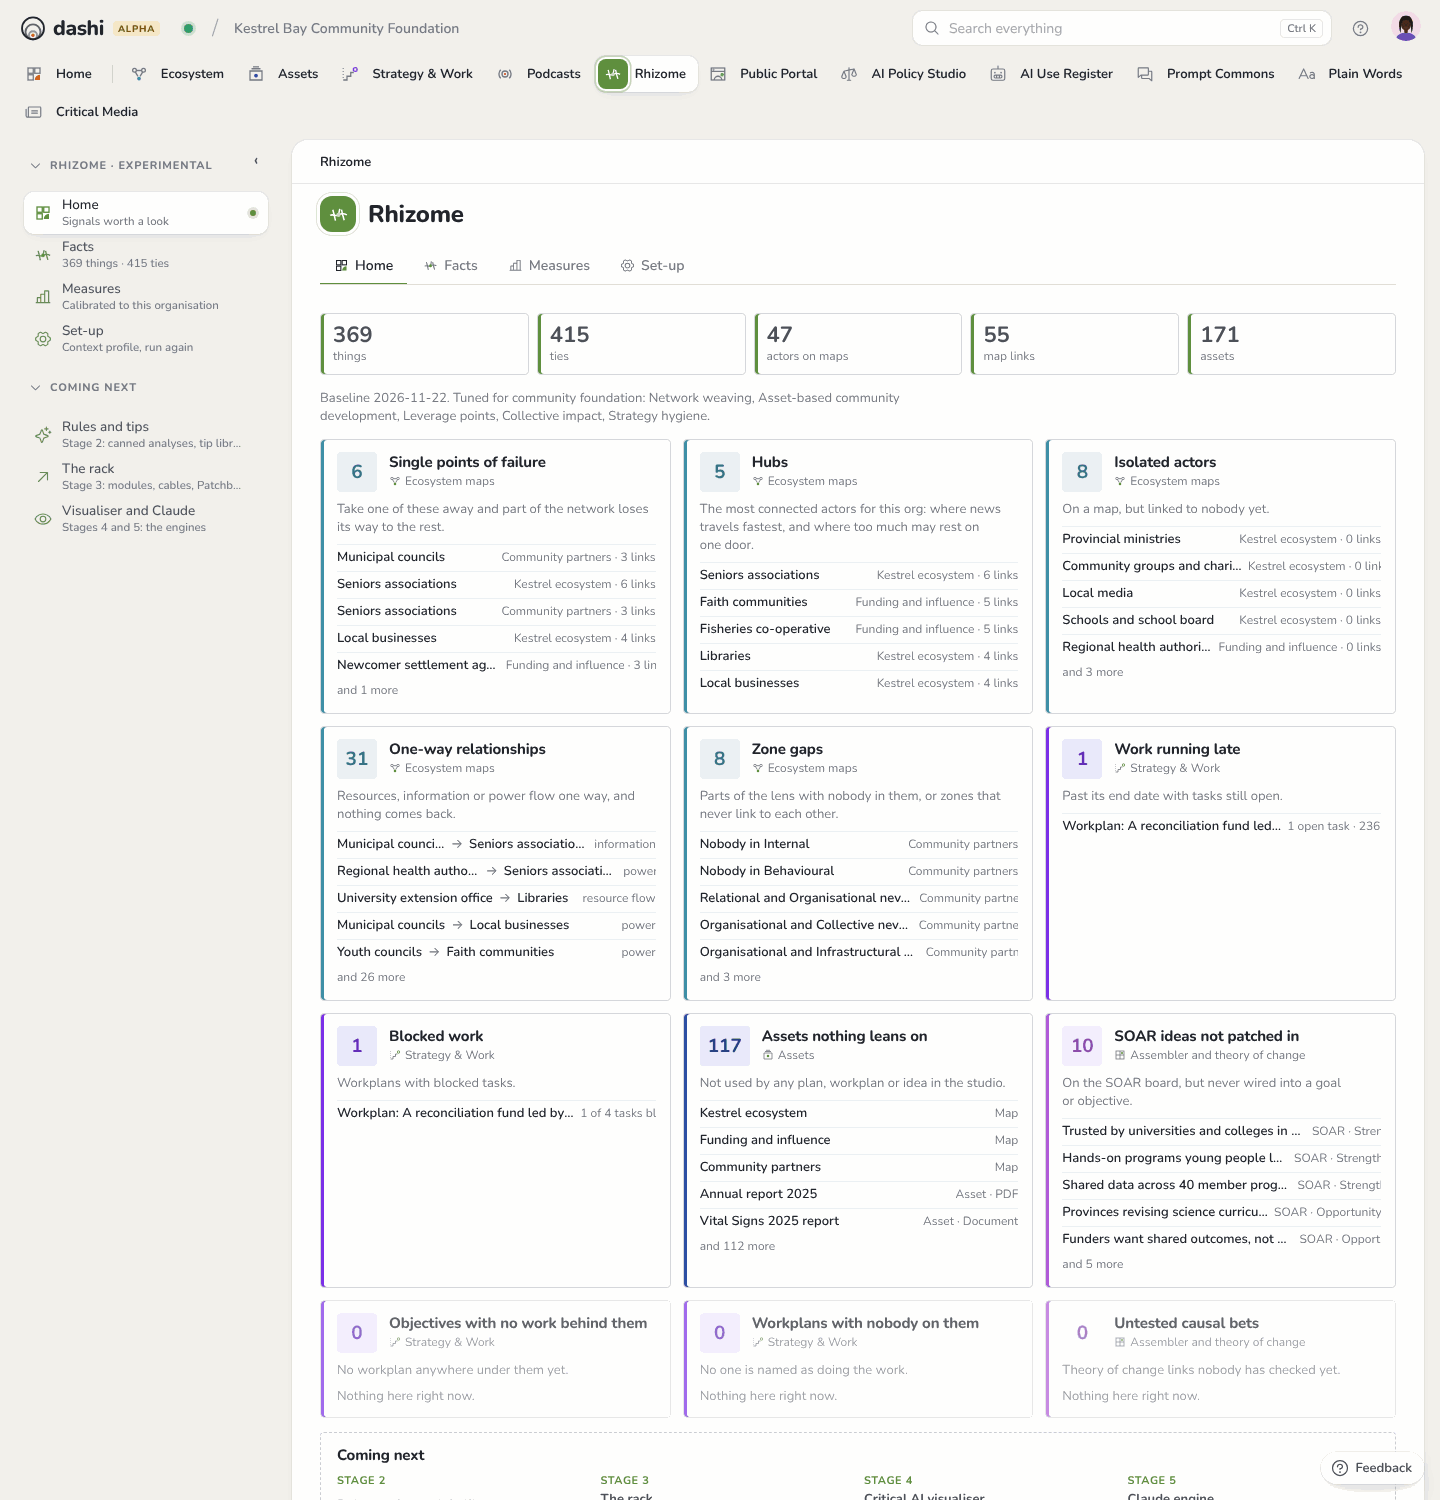 dashi ALPHA / Kestrel Bay Community Foundation
Search everything Ctrl K
Home Ecosystem Assets Strategy & Work Podcasts Rhizome Public Portal AI Policy Studio AI Use Register Prompt Commons Aa Plain Words
Critical Media
RHIZOME · EXPERIMENTAL
Home
Signals worth a look
Facts
369 things · 415 ties
Measures
Calibrated to this organisation
Set-up
Context profile, run again
COMING NEXT
Rules and tips
Stage 2: canned analyses, tip libr...
The rack
Stage 3: modules, cables, Patchb...
Visualiser and Claude
Stages 4 and 5: the engines
Rhizome
Rhizome
Home Facts Measures Set-up
369 415 47 55 171
things ties actors on maps map links assets
Baseline 2026-11-22. Tuned for community foundation: Network weaving, Asset-based community
development, Leverage points, Collective impact, Strategy hygiene.
6 Single points of failure
Ecosystem maps
Take one of these away and part of the network loses
its way to the rest.
Municipal councils Community partners · 3 links
Seniors associations Kestrel ecosystem · 6 links
Seniors associations Community partners · 3 links
Local businesses Kestrel ecosystem · 4 links
Newcomer settlement ag... Funding and influence · 3 lin
and 1 more
5 Hubs
Ecosystem maps
The most connected actors for this org: where news
travels fastest, and where too much may rest on
one door.
Seniors associations Kestrel ecosystem · 6 links
Faith communities Funding and influence · 5 links
Fisheries co-operative Funding and influence · 5 links
Libraries Kestrel ecosystem · 4 links
Local businesses Kestrel ecosystem · 4 links
8 Isolated actors
Ecosystem maps
On a map, but linked to nobody yet.
Provincial ministries Kestrel ecosystem · 0 links
Community groups and chari... Kestrel ecosystem · 0 link
Local media Kestrel ecosystem · 0 links
Schools and school board Kestrel ecosystem · 0 links
Regional health authori... Funding and influence · 0 links
and 3 more
31 One-way relationships
Ecosystem maps
Resources, information or power flow one way, and
nothing comes back.
Municipal counci... → Seniors associatio... information
Regional health autho... → Seniors associati... power
University extension office → Libraries resource flow
Municipal councils → Local businesses power
Youth councils → Faith communities power
and 26 more
8 Zone gaps
Ecosystem maps
Parts of the lens with nobody in them, or zones that
never link to each other.
Nobody in Internal Community partners
Nobody in Behavioural Community partners
Relational and Organisational nev... Community partne
Organisational and Collective nev... Community partne
Organisational and Infrastructural ... Community partn
and 3 more
1 Work running late
Strategy & Work
Past its end date with tasks still open.
Workplan: A reconciliation fund led... 1 open task · 236
1 Blocked work
Strategy & Work
Workplans with blocked tasks.
Workplan: A reconciliation fund led by... 1 of 4 tasks bl
117 Assets nothing leans on
Assets
Not used by any plan, workplan or idea in the studio.
Kestrel ecosystem Map
Funding and influence Map
Community partners Map
Annual report 2025 Asset · PDF
Vital Signs 2025 report Asset · Document
and 112 more
10 SOAR ideas not patched in
Assembler and theory of change
On the SOAR board, but never wired into a goal
or objective.
Trusted by universities and colleges in ... SOAR · Stren
Hands-on programs young people l... SOAR · Strength
Shared data across 40 member prog... SOAR · Strengt
Provinces revising science curricu... SOAR · Opportunity
Funders want shared outcomes, not ... SOAR · Opport
and 5 more
0 Objectives with no work behind them
Strategy & Work
No workplan anywhere under them yet.
Nothing here right now.
0 Workplans with nobody on them
Strategy & Work
No one is named as doing the work.
Nothing here right now.
0 Untested causal bets
Assembler and theory of change
Theory of change links nobody has checked yet.
Nothing here right now.
Coming next
STAGE 2 STAGE 3 STAGE 4 STAGE 5
The rack Critical AI visualiser Claude engine
Feedback